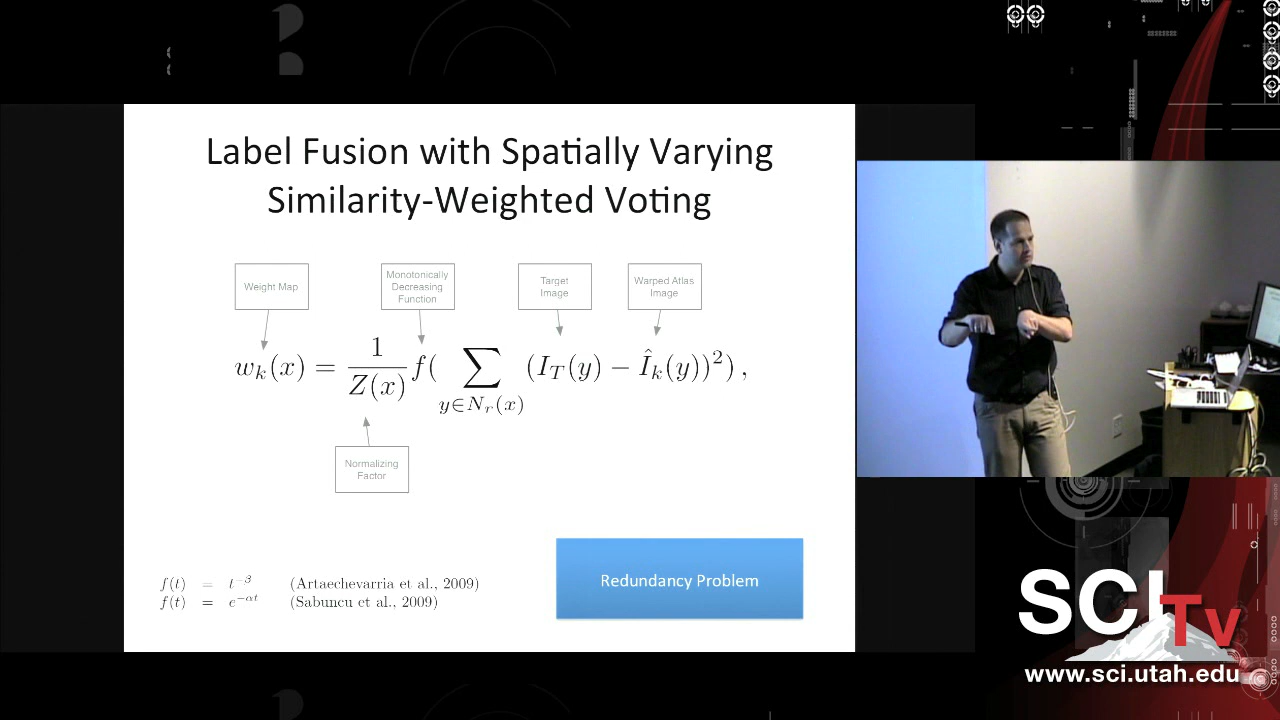 Label Fusion with Spatially Varying
Similarity-Weighted Voting
Weight Map
Monotonically
Decreasing
Function
Target
Image
Warped Atlas
Image
w_k(x) = 1/Z(x) f( ∑_{y∈N_r(x)} (I_T(y) − Î_k(y))²) ,
Normalizing
Factor
f(t) = t^{−β} (Artaechevarria et al., 2009)
f(t) = e^{−αt} (Sabuncu et al., 2009)
Redundancy Problem
SCI
Tv
www.sci.utah.edu